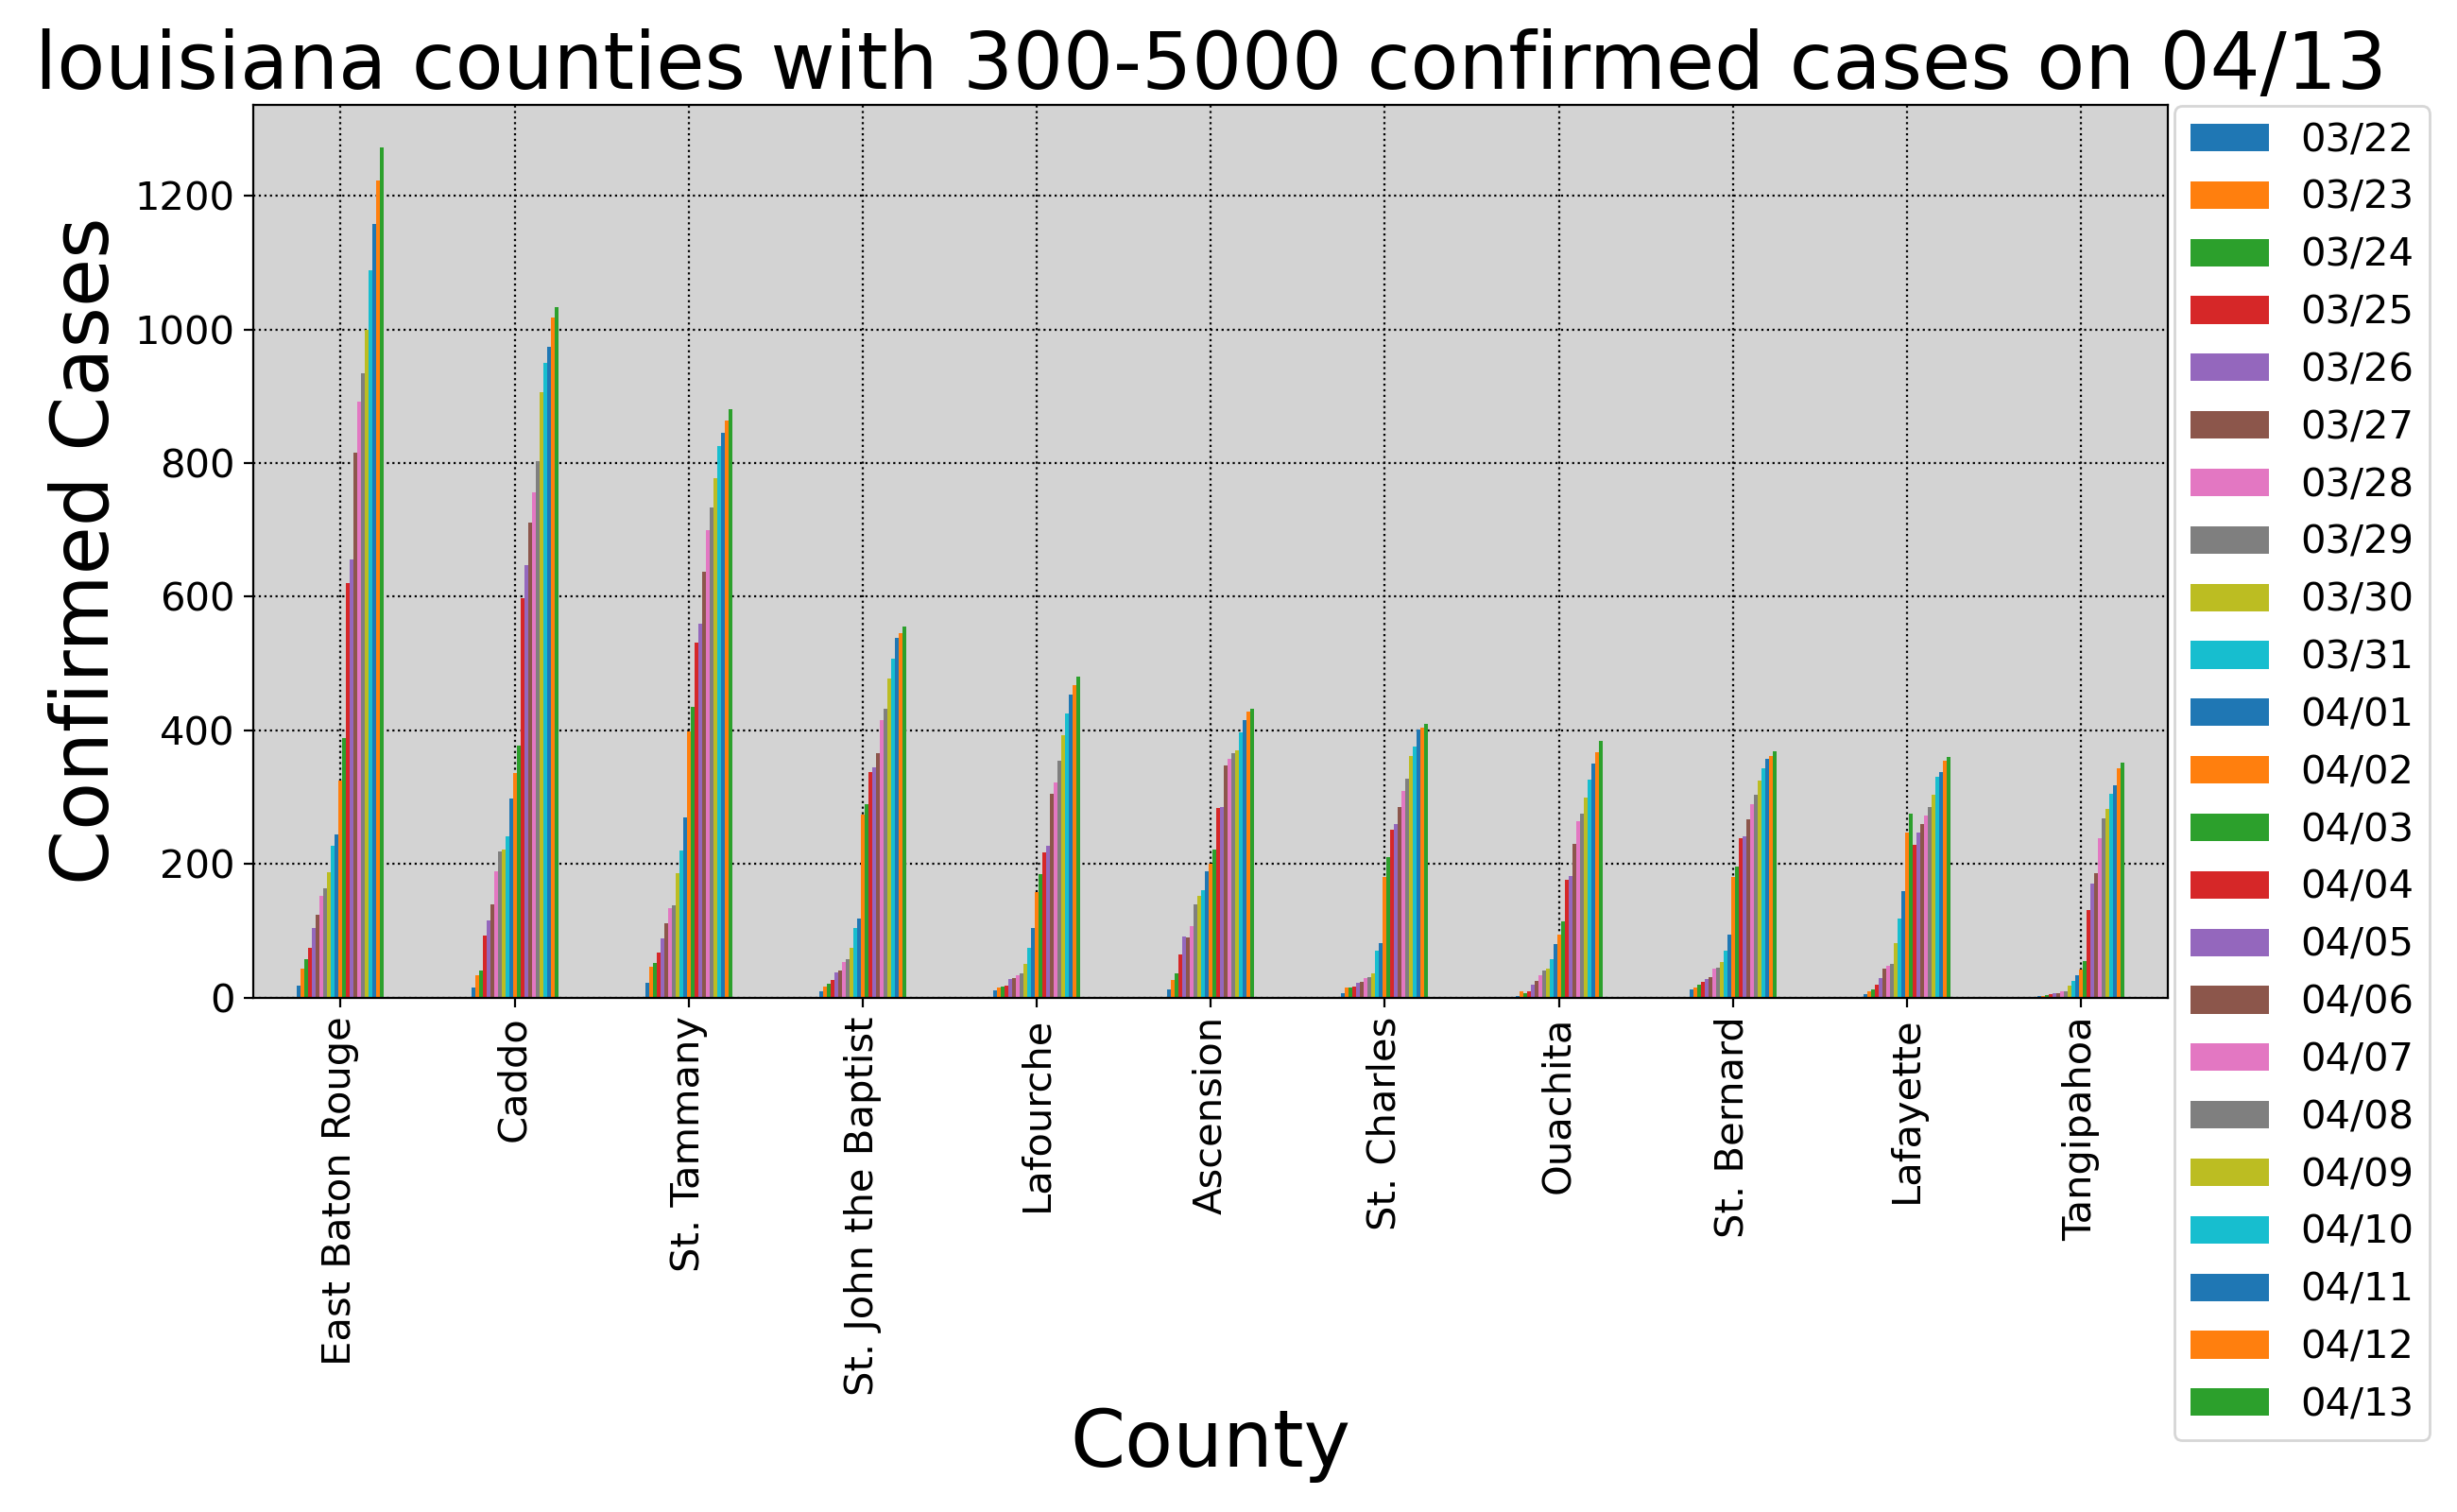 louisiana counties with 300-5000 confirmed cases on 04/13
Confirmed Cases
1200
1000
800
600
400
200
0
East Baton Rouge
Caddo
St. Tammany
St. John the Baptist
Lafourche
Ascension
St. Charles
Ouachita
St. Bernard
Lafayette
Tangipahoa
County
03/22
03/23
03/24
03/25
03/26
03/27
03/28
03/29
03/30
03/31
04/01
04/02
04/03
04/04
04/05
04/06
04/07
04/08
04/09
04/10
04/11
04/12
04/13